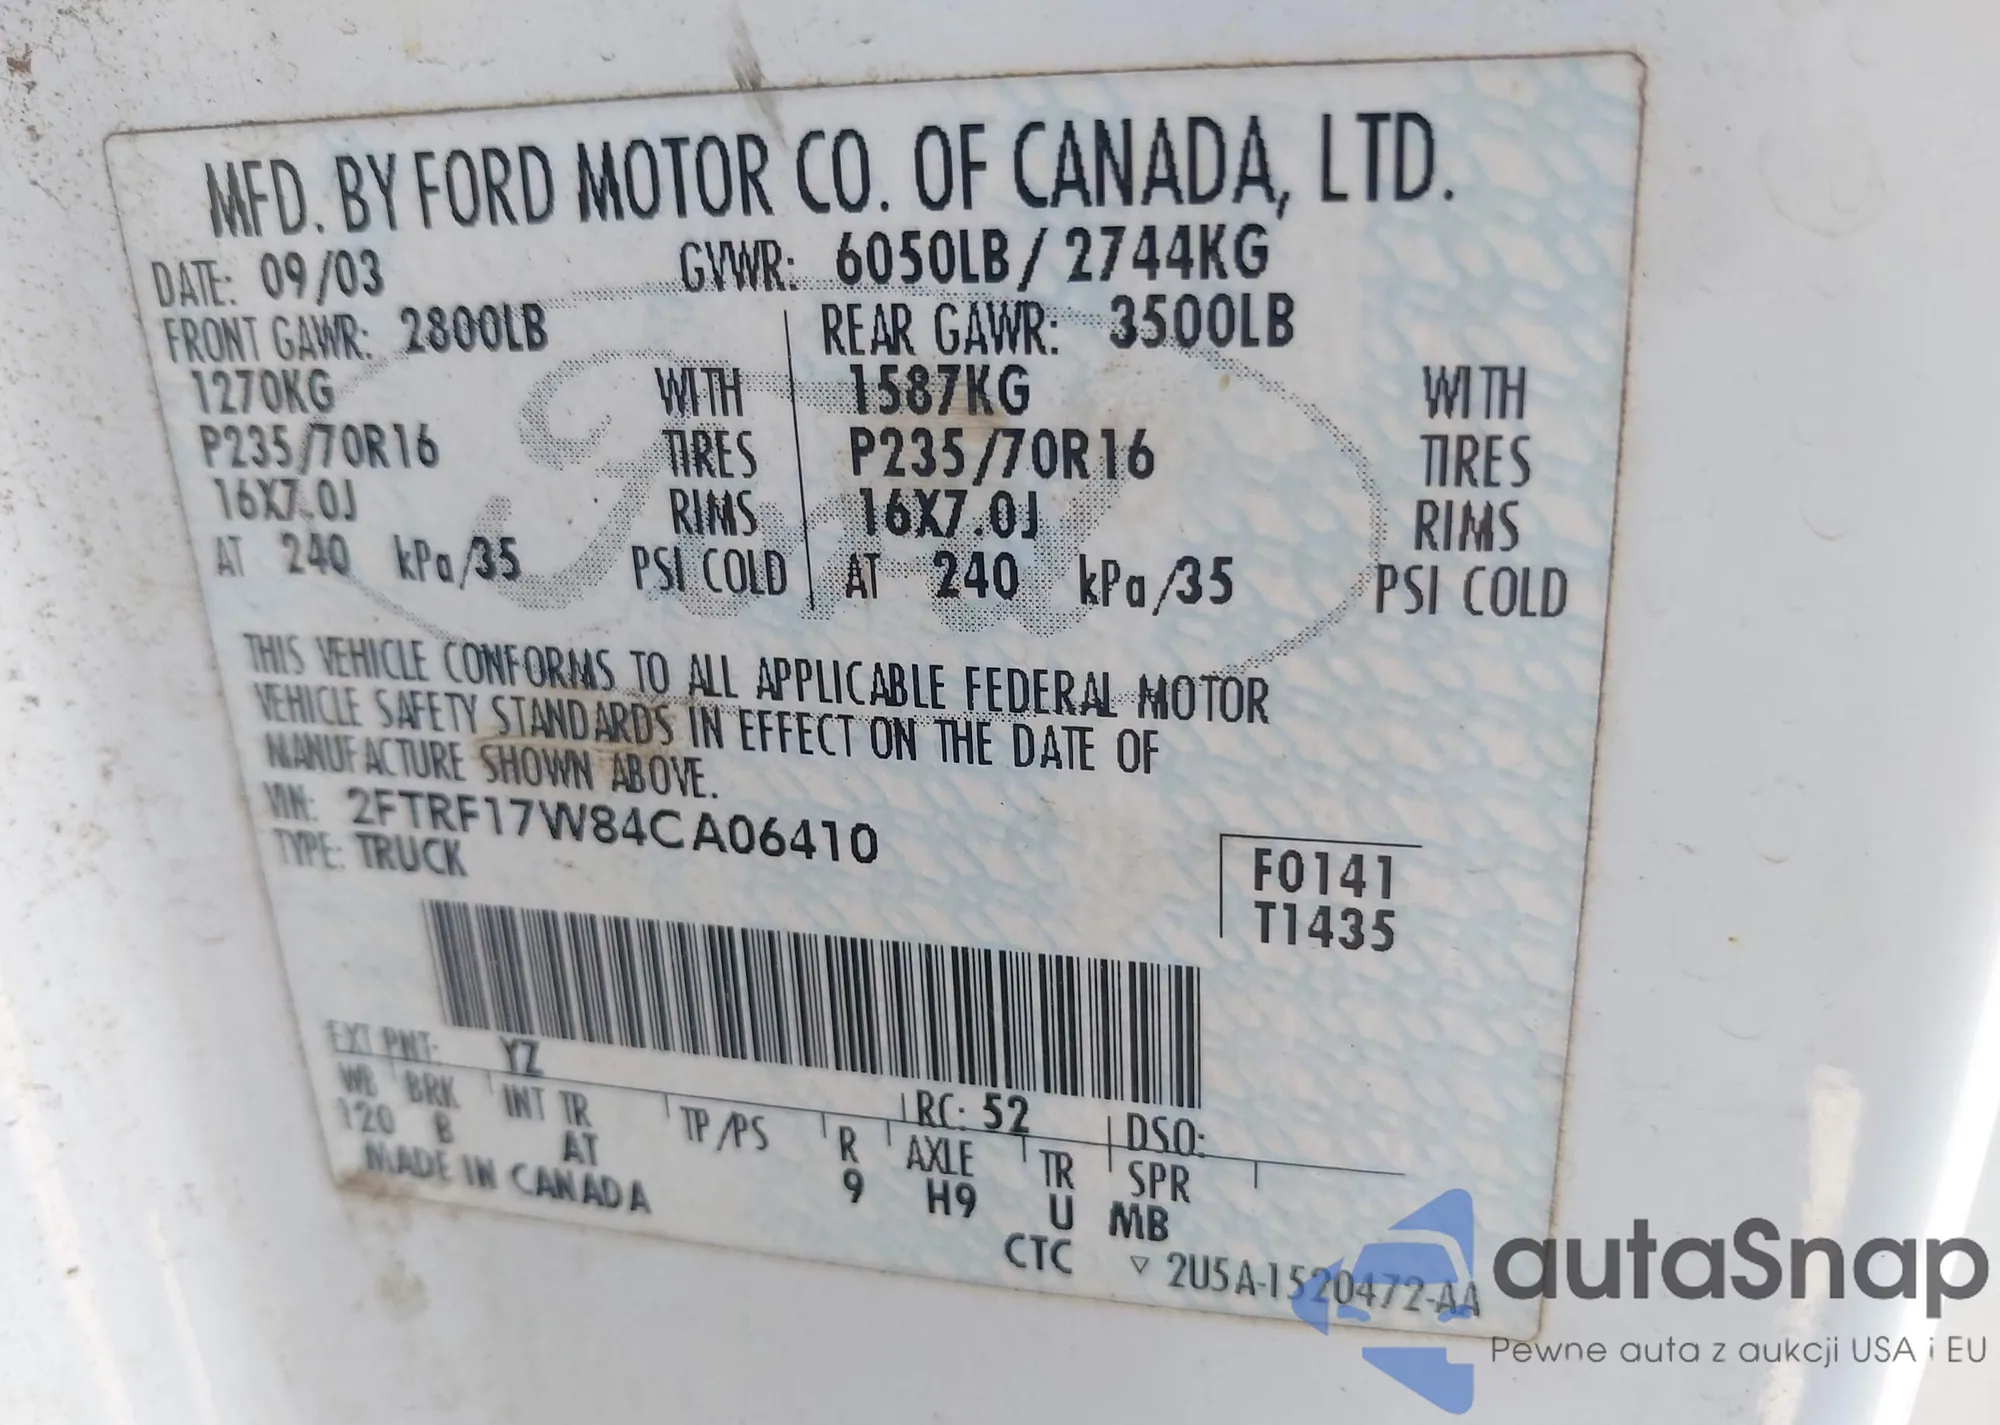 MFD. BY FORD MOTOR CO. OF CANADA, LTD.
DATE: 09/03 GVWR: 6050LB/2744KG
FRONT GAWR: 2800LB REAR GAWR: 3500LB
1270KG WITH 1587KG WITH
P235/70R16 TIRES P235/70R16 TIRES
16X7.0J RIMS 16X7.0J RIMS
AT 240 kPa/35 PSI COLD AT 240 kPa/35 PSI COLD
THIS VEHICLE CONFORMS TO ALL APPLICABLE FEDERAL MOTOR
VEHICLE SAFETY STANDARDS IN EFFECT ON THE DATE OF
MANUFACTURE SHOWN ABOVE.
VIN: 2FTRF17W84CA06410
TYPE: TRUCK
F0141
T1435
EXT PNT: YZ RC: 52 DSO:
WB BRK INT TR TP/PS R AXLE TR SPR
120 B AT 9 H9 U MB
MADE IN CANADA CTC ▽ 2U5A-1520472-AA
Ford
autaSnap
Pewne auta z aukcji USA i EU